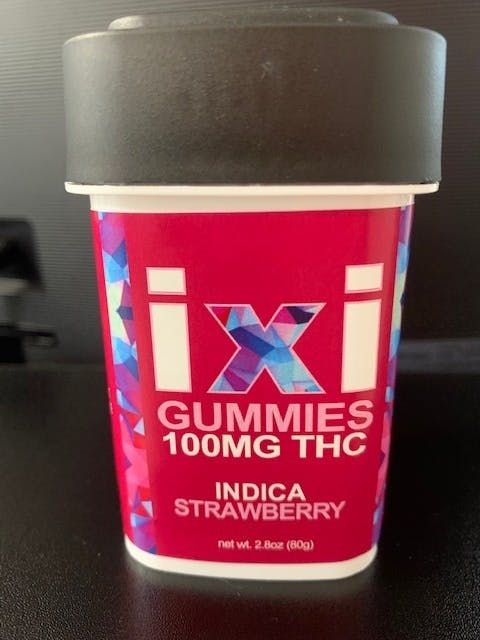 ixi
GUMMIES
100MG THC
INDICA
STRAWBERRY
net wt. 2.8oz (80g)